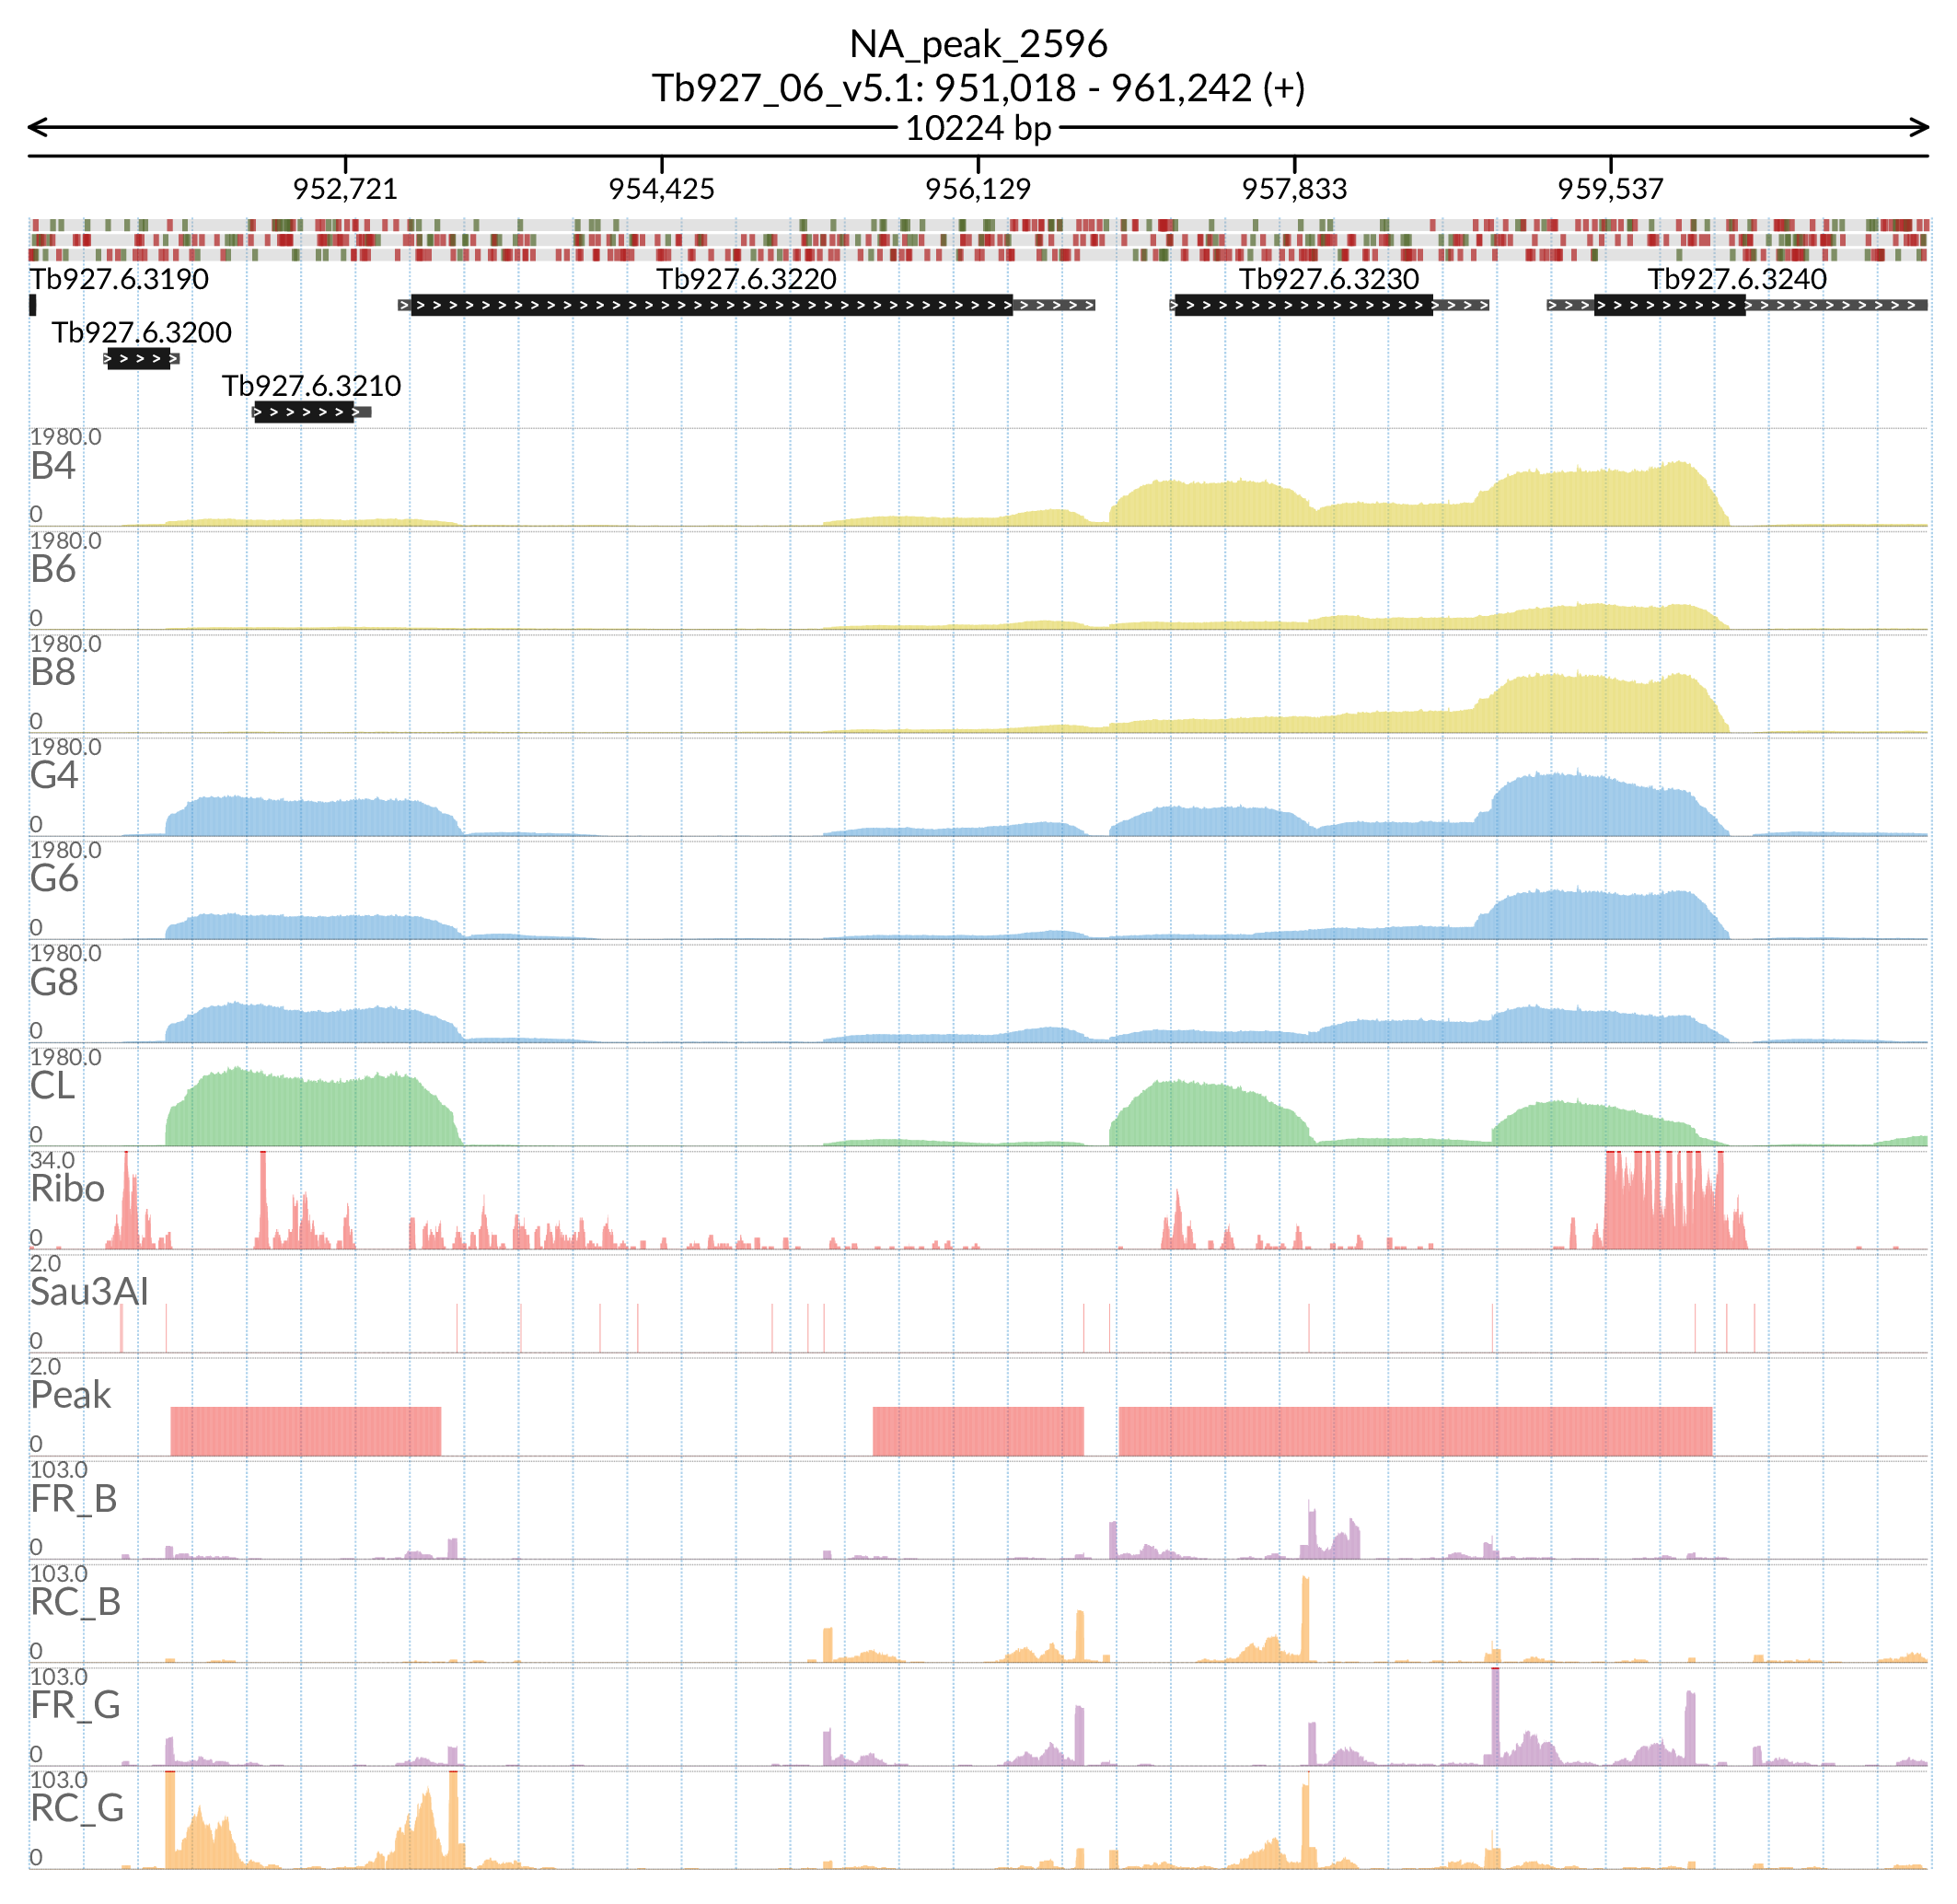 NA_peak_2596
Tb927_06_v5.1: 951,018 - 961,242 (+)
10224 bp
952,721 954,425 956,129 957,833 959,537
Tb927.6.3190 Tb927.6.3220 Tb927.6.3230 Tb927.6.3240
Tb927.6.3200
Tb927.6.3210
1980.0
B4
0
1980.0
B6
0
1980.0
B8
0
1980.0
G4
0
1980.0
G6
0
1980.0
G8
0
1980.0
CL
0
34.0
Ribo
0
2.0
Sau3AI
0
2.0
Peak
0
103.0
FR_B
0
103.0
RC_B
0
103.0
FR_G
0
103.0
RC_G
0